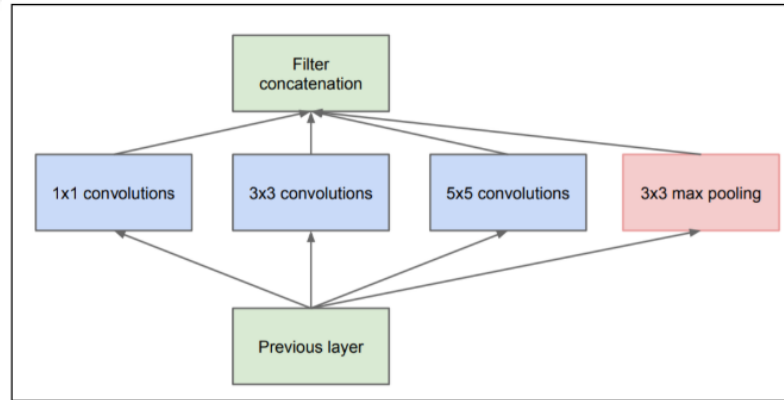 Filter
concatenation
1x1 convolutions
3x3 convolutions
5x5 convolutions
3x3 max pooling
Previous layer